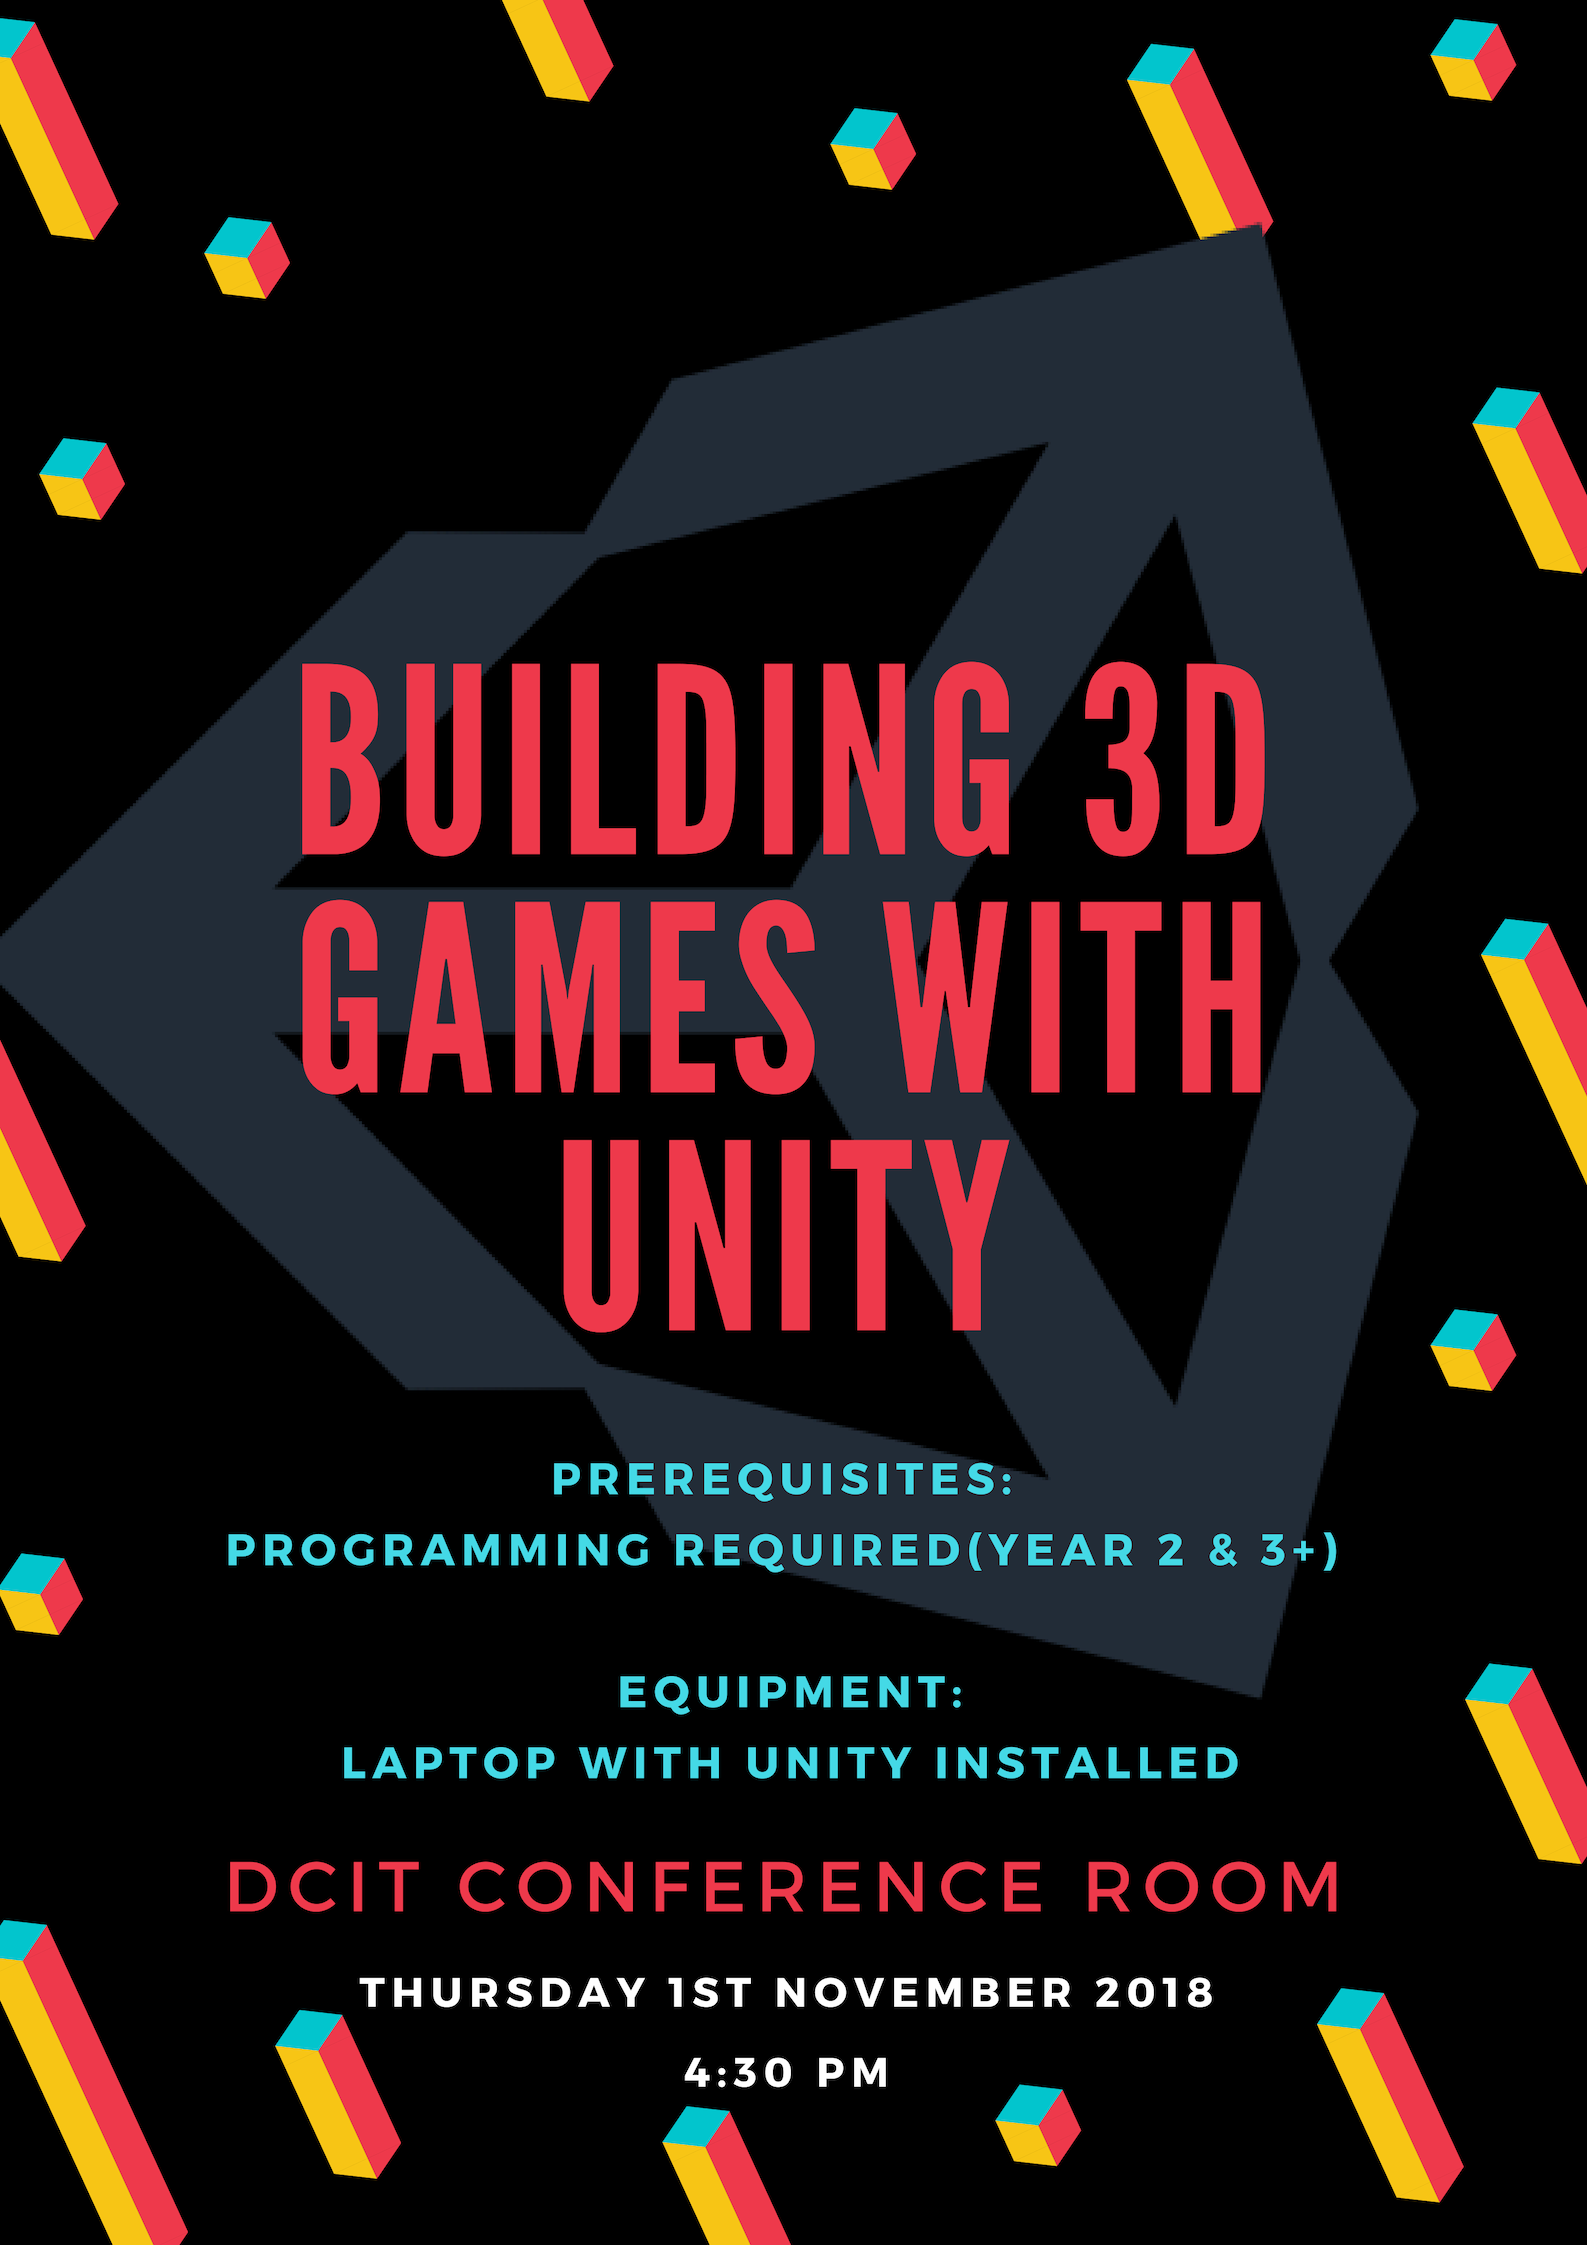 BUILDING 3D
GAMES WITH
UNITY
PREREQUISITES:
PROGRAMMING REQUIRED(YEAR 2 & 3+)
EQUIPMENT:
LAPTOP WITH UNITY INSTALLED
DCIT CONFERENCE ROOM
THURSDAY 1ST NOVEMBER 2018
4:30 PM